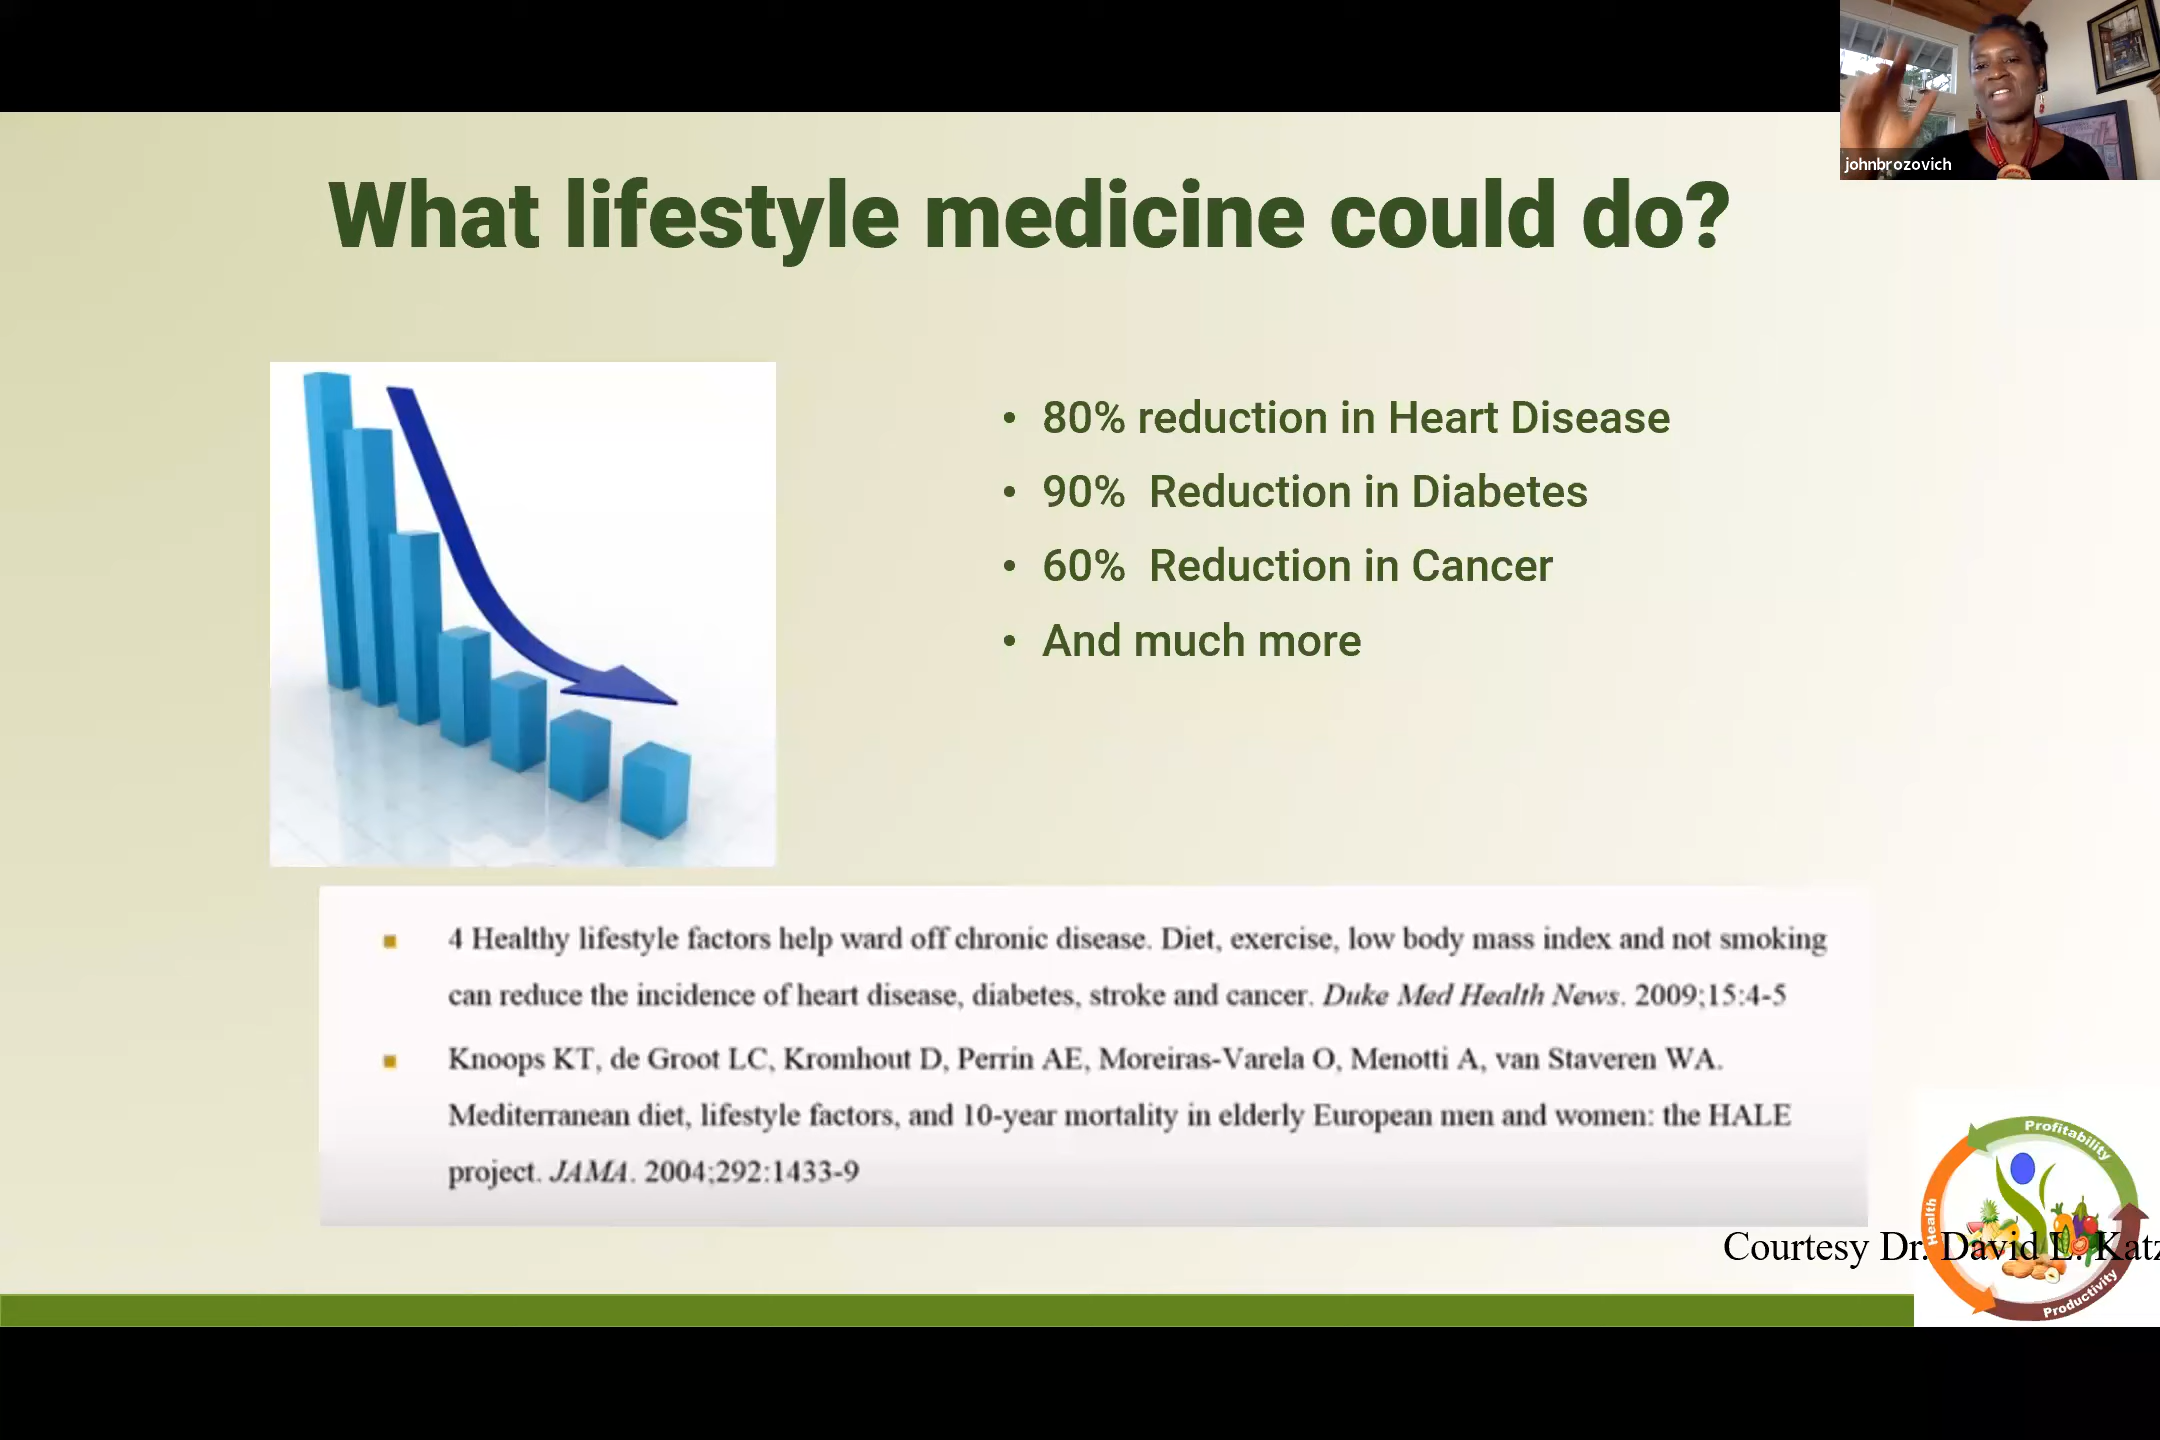 johnbrozovich
What lifestyle medicine could do?
• 80% reduction in Heart Disease
• 90%  Reduction in Diabetes
• 60%  Reduction in Cancer
• And much more
4 Healthy lifestyle factors help ward off chronic disease. Diet, exercise, low body mass index and not smoking
can reduce the incidence of heart disease, diabetes, stroke and cancer. Duke Med Health News. 2009;15:4-5
Knoops KT, de Groot LC, Kromhout D, Perrin AE, Moreiras-Varela O, Menotti A, van Staveren WA.
Mediterranean diet, lifestyle factors, and 10-year mortality in elderly European men and women: the HALE
project. JAMA. 2004;292:1433-9
Courtesy Dr. David L. Katz
Profitability
Health
Productivity